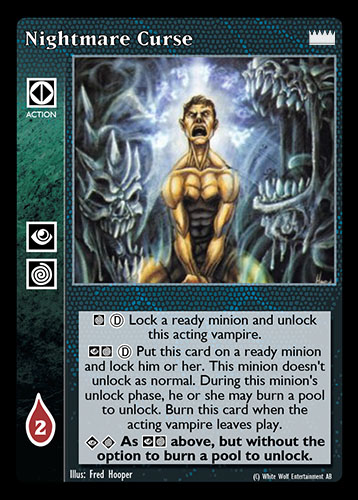 Nightmare Curse
ACTION
D Lock a ready minion and unlock
this acting vampire.
D Put this card on a ready minion
and lock him or her. This minion doesn't
unlock as normal. During this minion's
unlock phase, he or she may burn a pool
to unlock. Burn this card when the
acting vampire leaves play.
As above, but without the
option to burn a pool to unlock.
2
Illus: Fred Hooper (C) White Wolf Entertainment AB